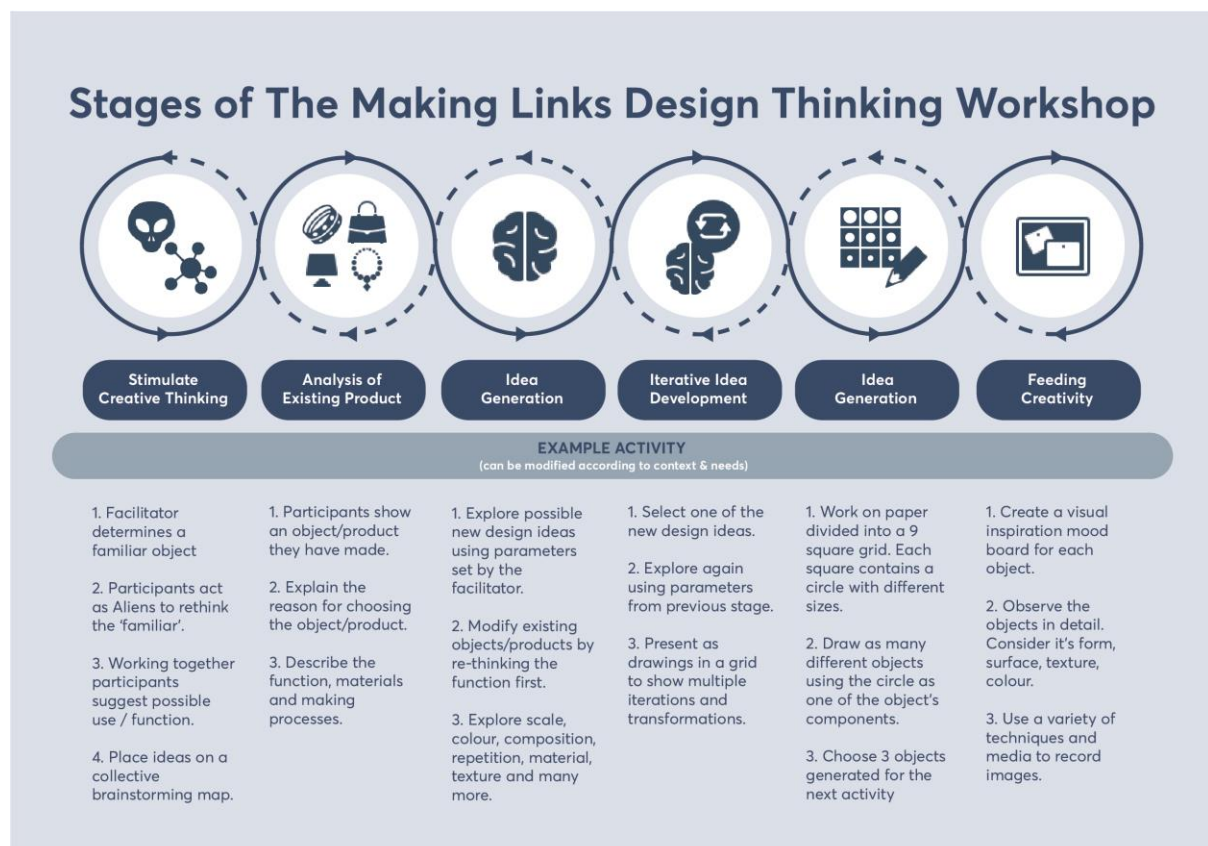 Stages of The Making Links Design Thinking Workshop
Stimulate
Creative Thinking
Analysis of
Existing Product
Idea
Generation
Iterative Idea
Development
Idea
Generation
Feeding
Creativity
EXAMPLE ACTIVITY
(can be modified according to context & needs)
1. Facilitator
determines a
familiar object
2. Participants act
as Aliens to rethink
the ‘familiar’.
3. Working together
participants
suggest possible
use / function.
4. Place ideas on a
collective
brainstorming map.
1. Participants show
an object/product
they have made.
2. Explain the
reason for choosing
the object/product.
3. Describe the
function, materials
and making
processes.
1. Explore possible
new design ideas
using parameters
set by the
facilitator.
2. Modify existing
objects/products by
re-thinking the
function first.
3. Explore scale,
colour, composition,
repetition, material,
texture and many
more.
1. Select one of the
new design ideas.
2. Explore again
using parameters
from previous stage.
3. Present as
drawings in a grid
to show multiple
iterations and
transformations.
1. Work on paper
divided into a 9
square grid. Each
square contains a
circle with different
sizes.
2. Draw as many
different objects
using the circle as
one of the object's
components.
3. Choose 3 objects
generated for the
next activity
1. Create a visual
inspiration mood
board for each
object.
2. Observe the
objects in detail.
Consider it's form,
surface, texture,
colour.
3. Use a variety of
techniques and
media to record
images.